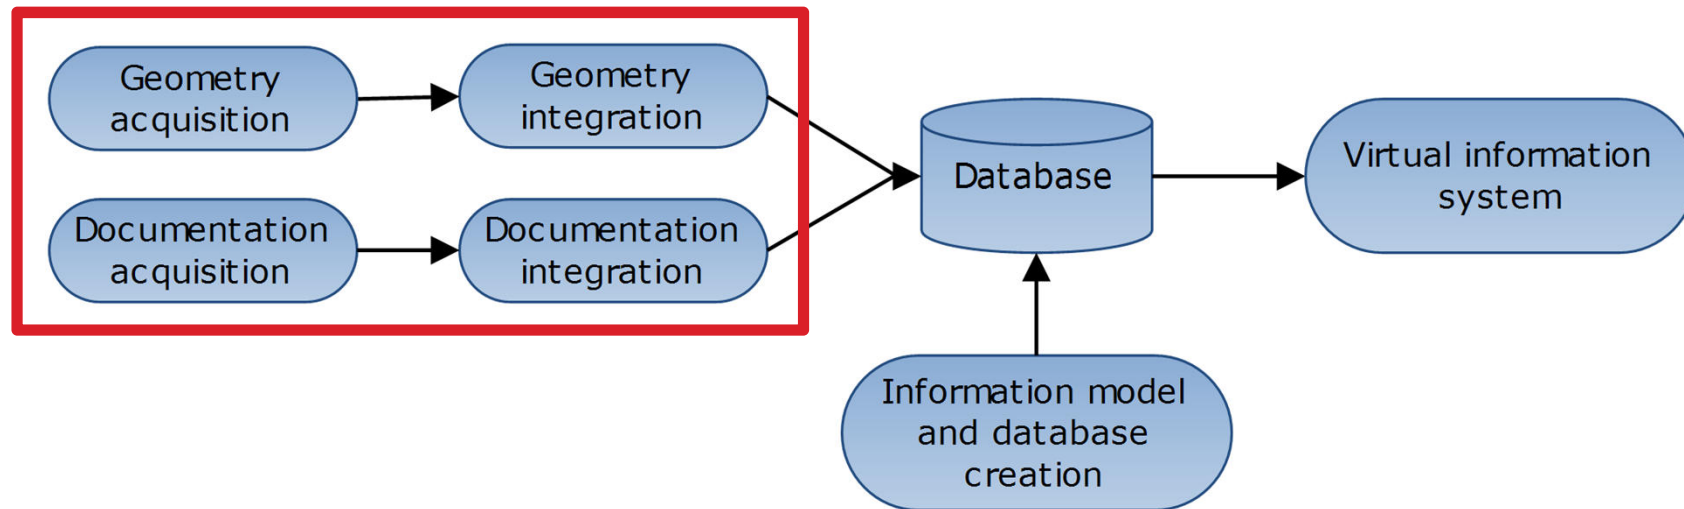 Geometry
acquisition
Geometry
integration
Documentation
acquisition
Documentation
integration
Database
Virtual information
system
Information model
and database
creation